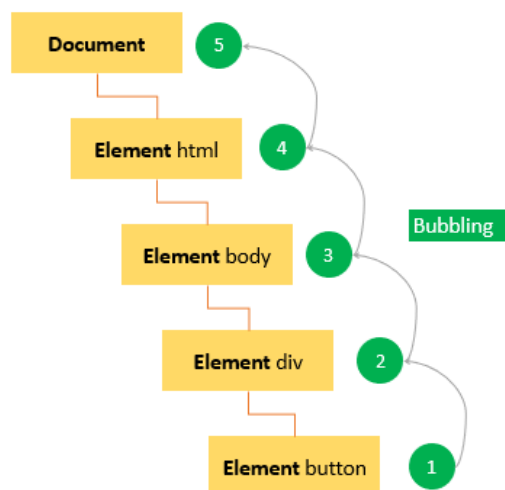 Document
5
Element html
4
Element body
3
Bubbling
Element div
2
Element button
1